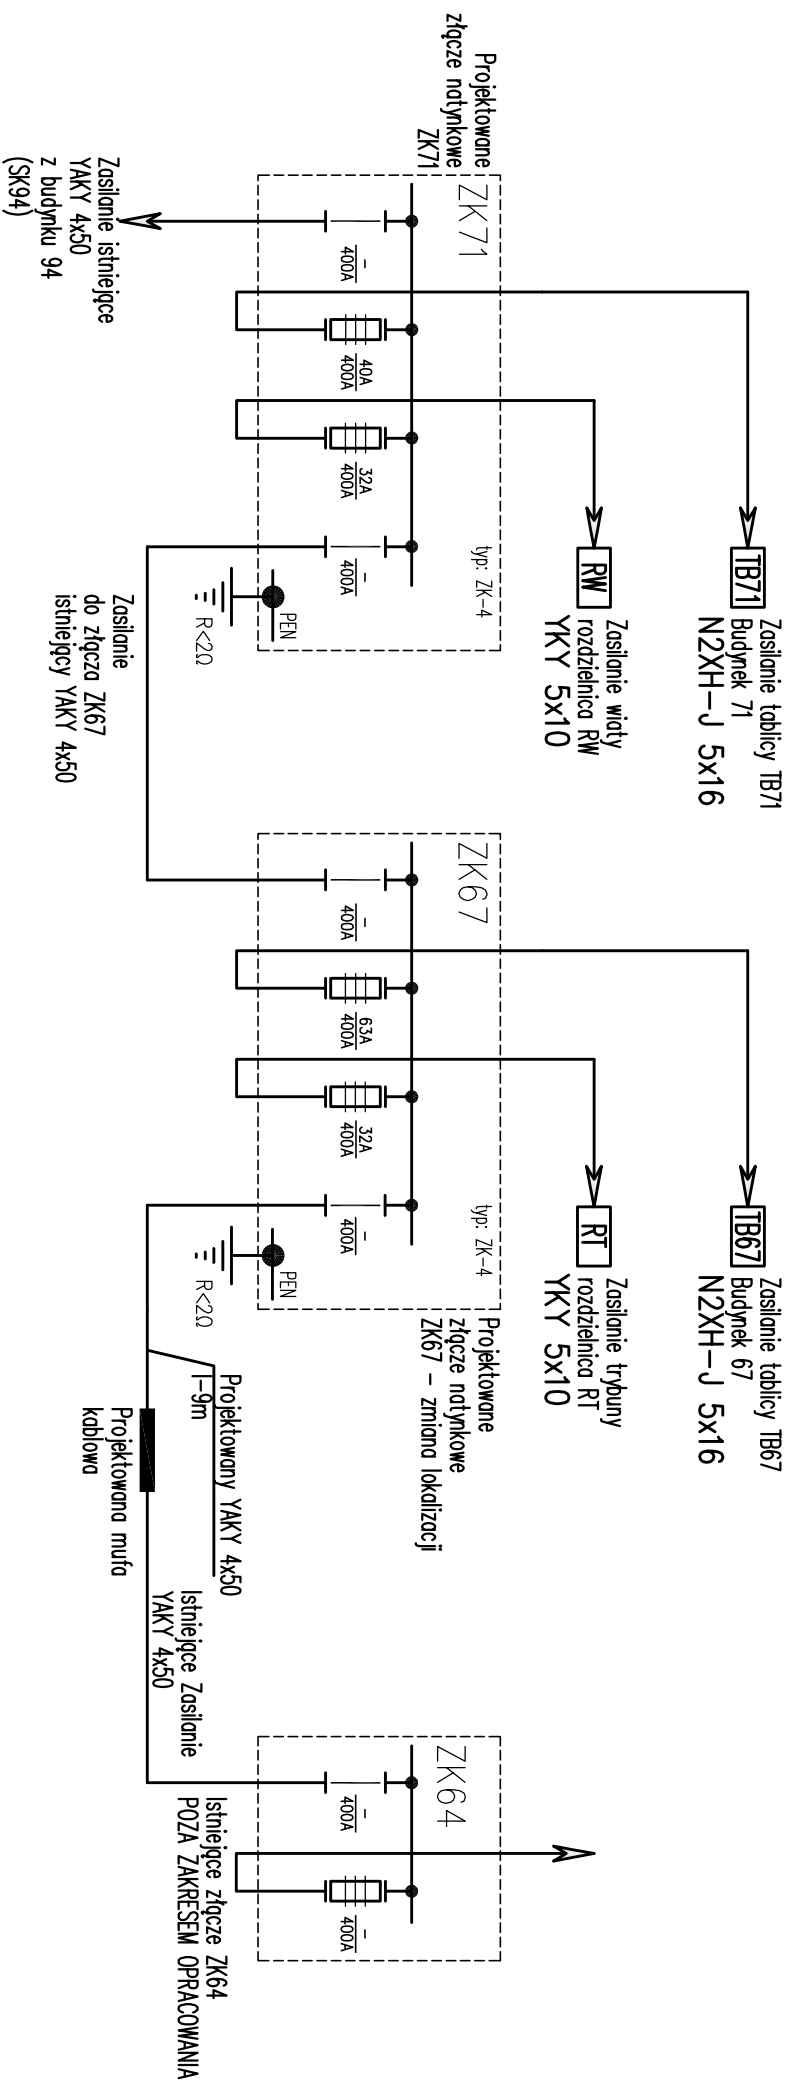 Projektowane
złącze natynkowe
ZK71
ZK71
typ: ZK-4
Zasilanie istniejące
YAKY 4x50
z budynku 94
(SK94)
-
400A
40A
400A
32A
400A
-
400A
PEN
R<2Ω
TB71
Zasilanie tablicy TB71
Budynek 71
N2XH-J 5x16
RW
Zasilanie wiaty
rozdzielnica RW
YKY 5x10
Zasilanie
do złącza ZK67
istniejący YAKY 4x50
ZK67
typ: ZK-4
-
400A
63A
400A
32A
400A
-
400A
PEN
R<2Ω
TB67
Zasilanie tablicy TB67
Budynek 67
N2XH-J 5x16
RT
Zasilanie trybuny
rozdzielnica RT
YKY 5x10
Projektowane
złącze natynkowe
ZK67 - zmiana lokalizacji
Projektowany YAKY 4x50
l-9m
Projektowana mufa
kablowa
Istniejące Zasilanie
YAKY 4x50
ZK64
-
400A
-
400A
Istniejące złącze ZK64
POZA ZAKRESEM OPRACOWANIA